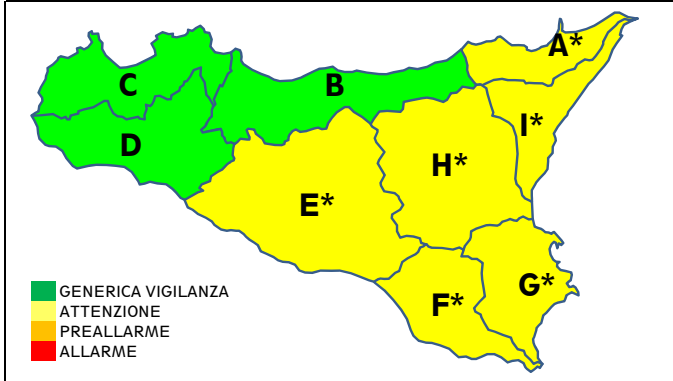 A*
C
B
I*
D
H*
E*
G*
F*
GENERICA VIGILANZA
ATTENZIONE
PREALLARME
ALLARME